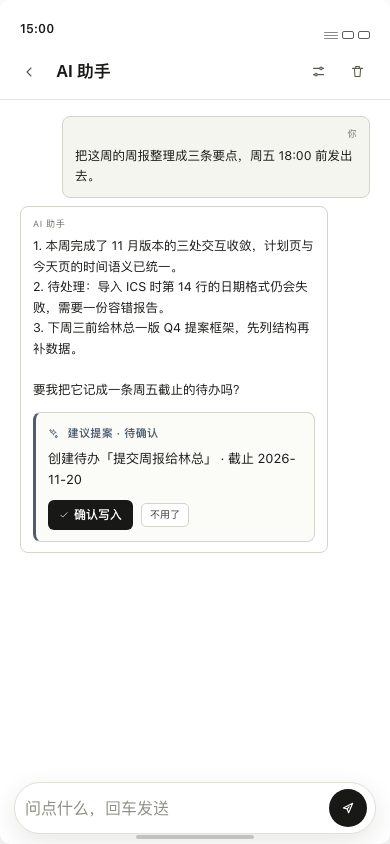 15:00
AI 助手
你
把这周的周报整理成三条要点，周五 18:00 前发出
去。
AI 助手
1. 本周完成了 11 月版本的三处交互收敛，计划页与
今天页的时间语义已统一。
2. 待处理：导入 ICS 时第 14 行的日期格式仍会失
败，需要一份容错报告。
3. 下周三前给林总一版 Q4 提案框架，先列结构再
补数据。
要我把它记成一条周五截止的待办吗?
建议提案 · 待确认
创建待办「提交周报给林总」 · 截止 2026-
11-20
确认写入
不用了
问点什么，回车发送